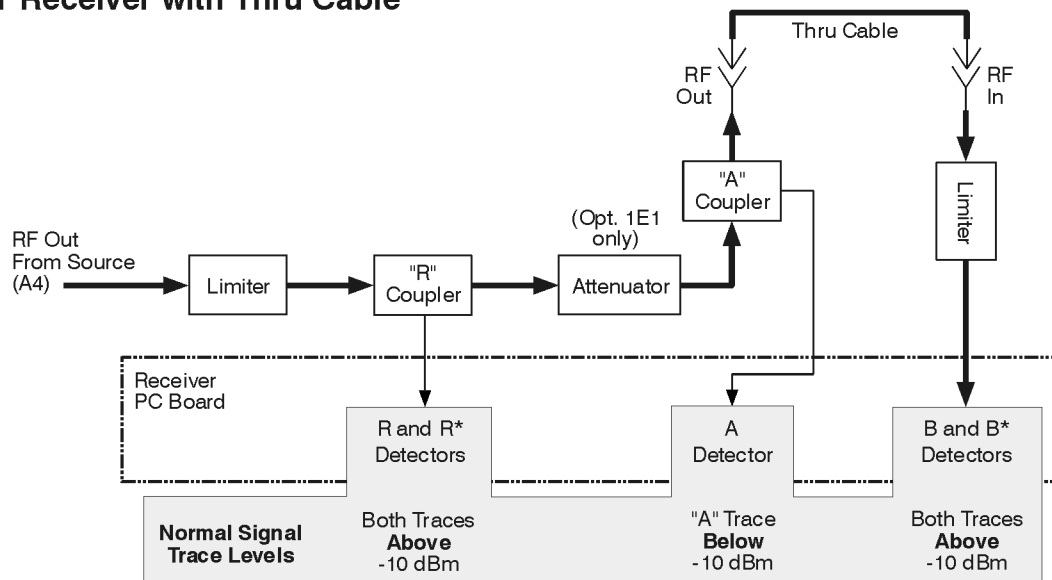 r Receiver with Thru Cable
Thru Cable
RF
Out
RF
In
"A"
Coupler
Limiter
(Opt. 1E1
only)
RF Out
From Source
(A4)
Limiter
"R"
Coupler
Attenuator
Receiver
PC Board
R and R*
Detectors
A
Detector
B and B*
Detectors
Normal Signal
Trace Levels
Both Traces
Above
-10 dBm
"A" Trace
Below
-10 dBm
Both Traces
Above
-10 dBm